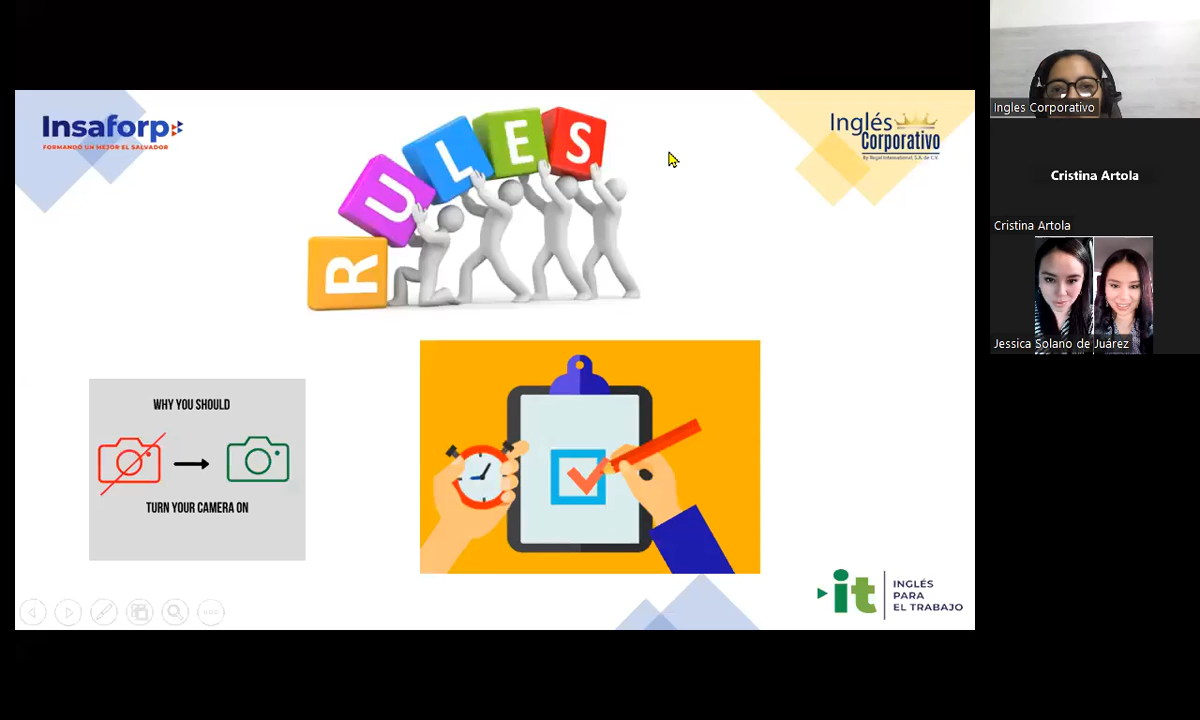 Insaforp
FORMANDO UN MEJOR EL SALVADOR
RULES
Inglés
Corporativo
By Regal International, S.A. de C.V.
WHY YOU SHOULD
TURN YOUR CAMERA ON
it
INGLÉS
PARA
EL TRABAJO
Ingles Corporativo
Cristina Artola
Cristina Artola
Jessica Solano de Juárez